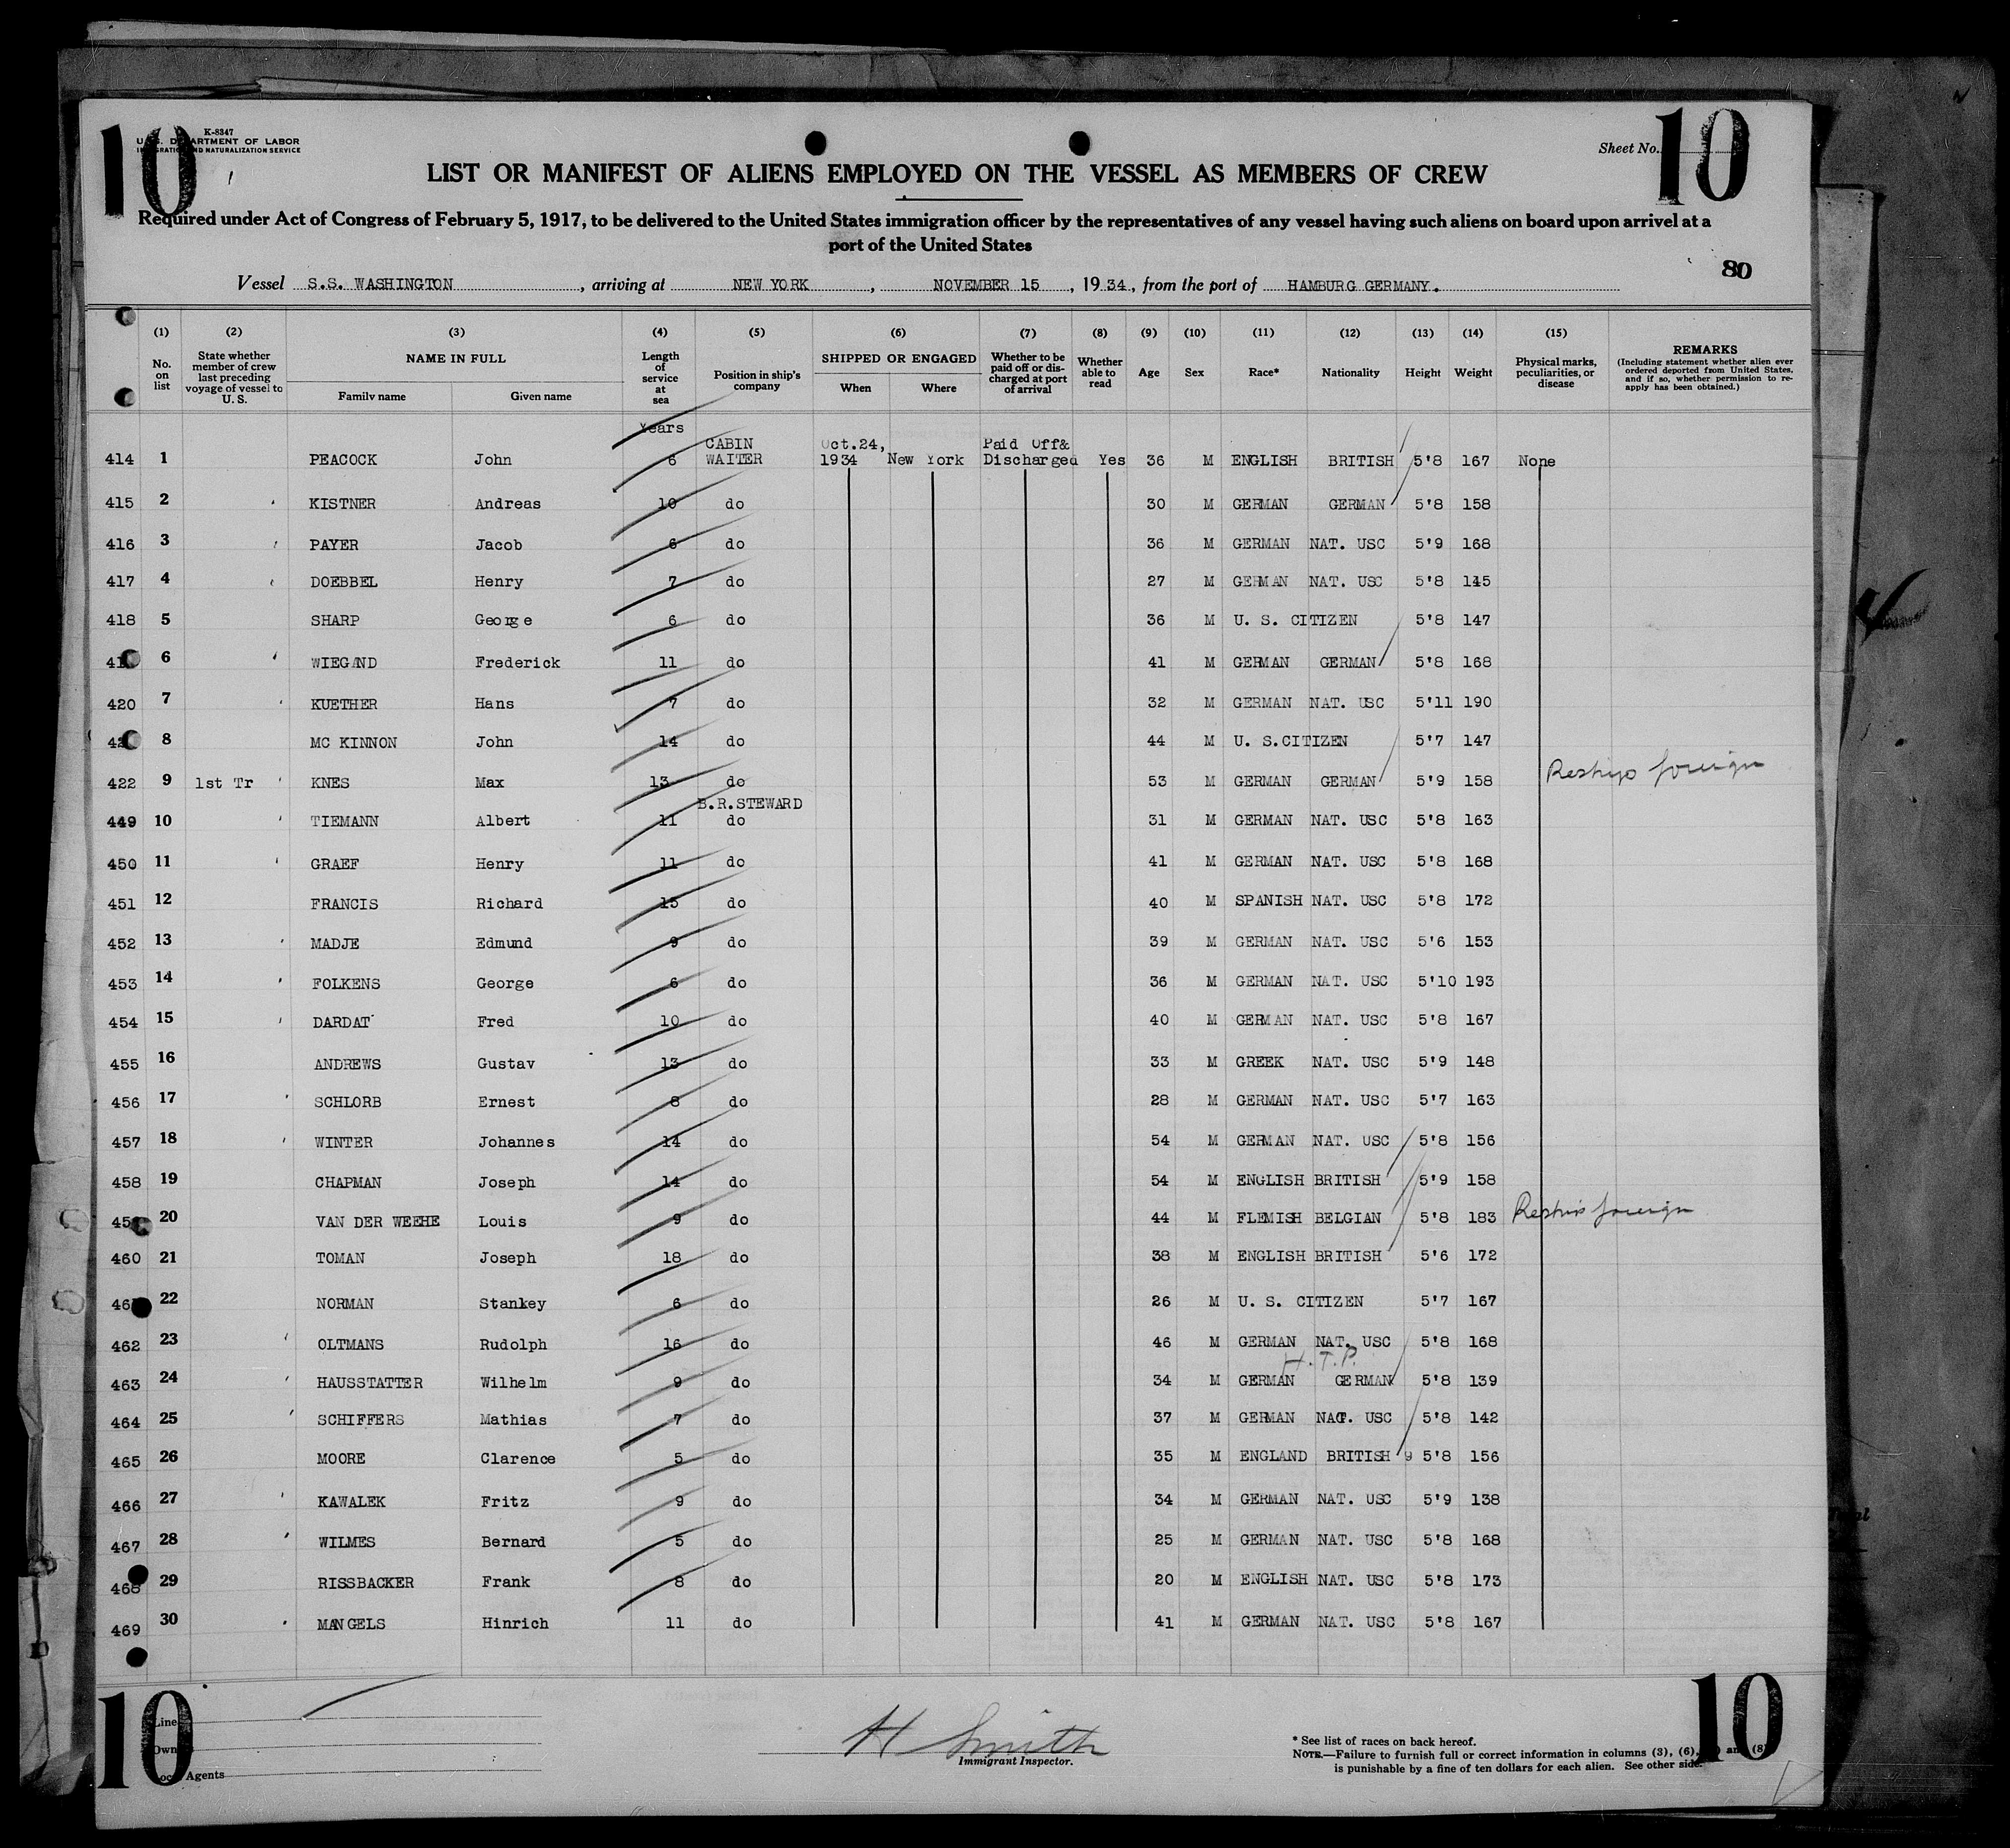 10
K-8347
U. S. DEPARTMENT OF LABOR
IMMIGRATION AND NATURALIZATION SERVICE
Sheet No. 10
LIST OR MANIFEST OF ALIENS EMPLOYED ON THE VESSEL AS MEMBERS OF CREW
Required under Act of Congress of February 5, 1917, to be delivered to the United States immigration officer by the representatives of any vessel having such aliens on board upon arrival at a
port of the United States
80
Vessel S.S. WASHINGTON, arriving at NEW YORK, NOVEMBER 15, 1934, from the port of HAMBURG GERMANY.
(1) (2) (3) (4) (5) (6) (7) (8) (9) (10) (11) (12) (13) (14) (15)
No. on list State whether member of crew last preceding voyage of vessel to U. S. NAME IN FULL Family name Given name Length of service at sea Position in ship's company SHIPPED OR ENGAGED When Where Whether to be paid off or discharged at port of arrival Whether able to read Age Sex Race* Nationality Height Weight Physical marks, peculiarities, or disease REMARKS (Including statement whether alien ever ordered deported from United States, and if so, whether permission to reapply has been obtained.)
Years
414 1 PEACOCK John 6 CABIN WAITER Oct.24, 1934 New York Paid Off& Discharged Yes 36 M ENGLISH BRITISH 5'8 167 None
415 2 KISTNER Andreas 10 do 30 M GERMAN GERMAN 5'8 158
416 3 PAYER Jacob 6 do 36 M GERMAN NAT. USC 5'9 168
417 4 DOEBBEL Henry 7 do 27 M GERMAN NAT. USC 5'8 145
418 5 SHARP George 6 do 36 M U. S. CITIZEN 5'8 147
6 WIEGAND Frederick 11 do 41 M GERMAN GERMAN 5'8 168
420 7 KUETHER Hans 7 do 32 M GERMAN NAT. USC 5'11 190
8 MC KINNON John 14 do 44 M U. S.CITIZEN 5'7 147
422 9 1st Tr KNES Max 13 do 53 M GERMAN GERMAN 5'9 158 Reships foreign
449 10 TIEMANN Albert 11 B.R.STEWARD do 31 M GERMAN NAT. USC 5'8 163
450 11 GRAEF Henry 11 do 41 M GERMAN NAT. USC 5'8 168
451 12 FRANCIS Richard 15 do 40 M SPANISH NAT. USC 5'8 172
452 13 MADJE Edmund 9 do 39 M GERMAN NAT. USC 5'6 153
453 14 FOLKENS George 6 do 36 M GERMAN NAT. USC 5'10 193
454 15 DARDAT Fred 10 do 40 M GERMAN NAT. USC 5'8 167
455 16 ANDREWS Gustav 13 do 33 M GREEK NAT. USC 5'9 148
456 17 SCHLORB Ernest 8 do 28 M GERMAN NAT. USC 5'7 163
457 18 WINTER Johannes 14 do 54 M GERMAN NAT. USC 5'8 156
458 19 CHAPMAN Joseph 14 do 54 M ENGLISH BRITISH 5'9 158
20 VAN DER WEEHE Louis 9 do 44 M FLEMISH BELGIAN 5'8 183 Reships foreign
460 21 TOMAN Joseph 18 do 38 M ENGLISH BRITISH 5'6 172
22 NORMAN Stankey 6 do 26 M U. S. CITIZEN 5'7 167
462 23 OLTMANS Rudolph 16 do 46 M GERMAN NAT. USC 5'8 168
H.T.P.
463 24 HAUSSTATTER Wilhelm 9 do 34 M GERMAN GERMAN 5'8 139
464 25 SCHIFFERS Mathias 7 do 37 M GERMAN NAT. USC 5'8 142
465 26 MOORE Clarence 5 do 35 M ENGLAND BRITISH 9 5'8 156
466 27 KAWALEK Fritz 9 do 34 M GERMAN NAT. USC 5'9 138
467 28 WILMES Bernard 5 do 25 M GERMAN NAT. USC 5'8 168
468 29 RISSBACKER Frank 8 do 20 M ENGLISH NAT. USC 5'8 173
469 30 MANGELS Hinrich 11 do 41 M GERMAN NAT. USC 5'8 167
10
10
Line
Owners
Local Agents
H Smith
Immigrant Inspector.
* See list of races on back hereof.
NOTE.—Failure to furnish full or correct information in columns (3), (6), and (8)
is punishable by a fine of ten dollars for each alien. See other side.